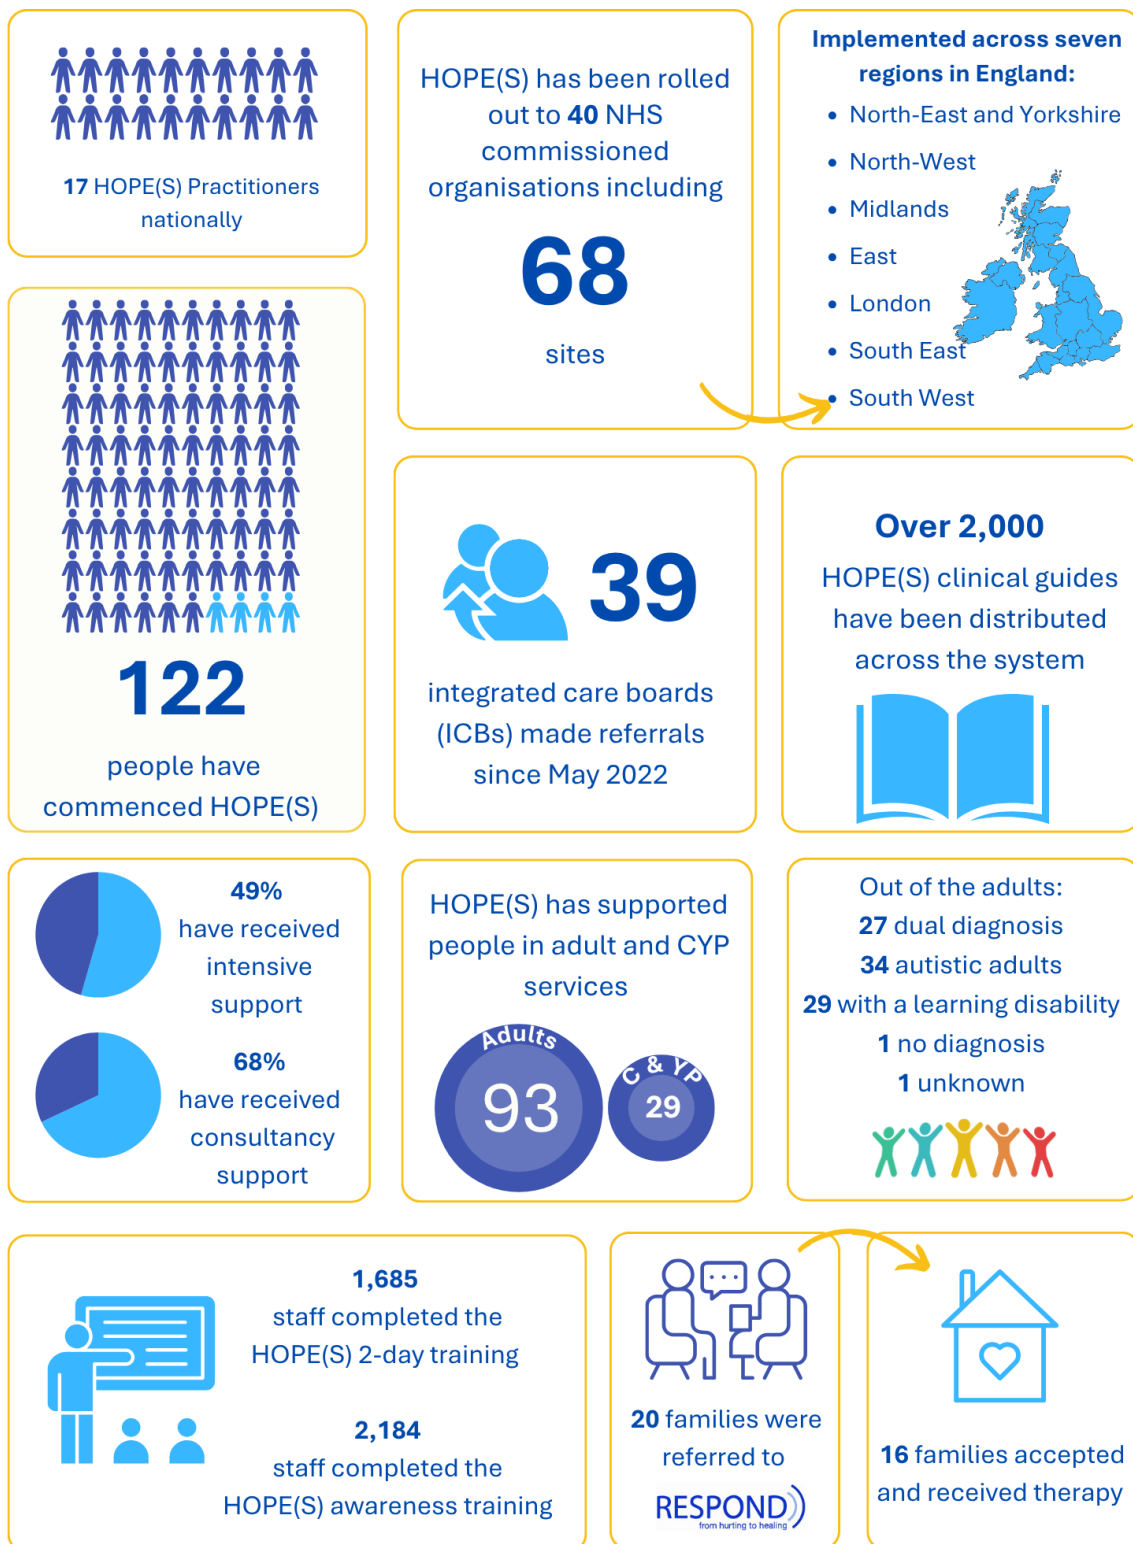 17 HOPE(S) Practitioners
nationally
HOPE(S) has been rolled
out to 40 NHS
commissioned
organisations including
68
sites
Implemented across seven
regions in England:
• North-East and Yorkshire
• North-West
• Midlands
• East
• London
• South East
• South West
122
people have
commenced HOPE(S)
39
integrated care boards
(ICBs) made referrals
since May 2022
Over 2,000
HOPE(S) clinical guides
have been distributed
across the system
49%
have received
intensive
support
68%
have received
consultancy
support
HOPE(S) has supported
people in adult and CYP
services
Adults
93
C & YP
29
Out of the adults:
27 dual diagnosis
34 autistic adults
29 with a learning disability
1 no diagnosis
1 unknown
1,685
staff completed the
HOPE(S) 2-day training
2,184
staff completed the
HOPE(S) awareness training
20 families were
referred to
RESPOND
from hurting to healing
16 families accepted
and received therapy